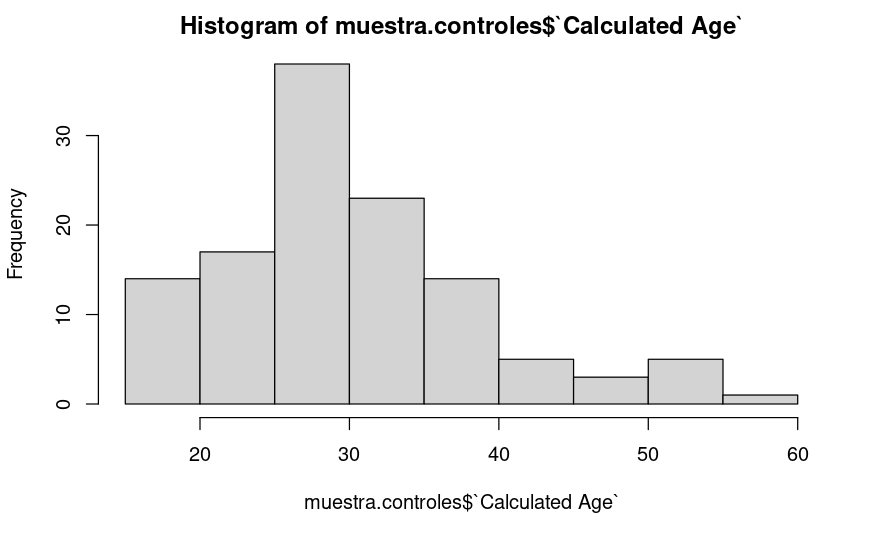 Histogram of muestra.controles$`Calculated Age`
Frequency
30
20
10
0
20 30 40 50 60
muestra.controles$`Calculated Age`